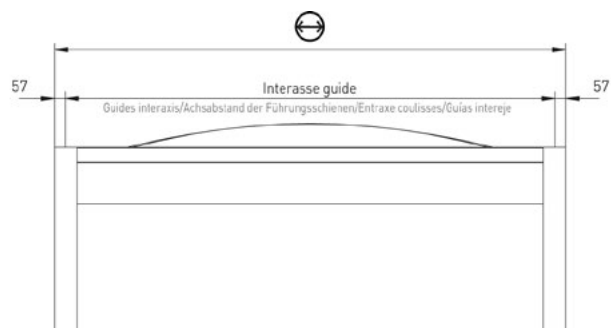 57
Interasse guide
57
Guides interaxis/Achsabstand der Führungsschienen/Entraxe coulisses/Guías intereje